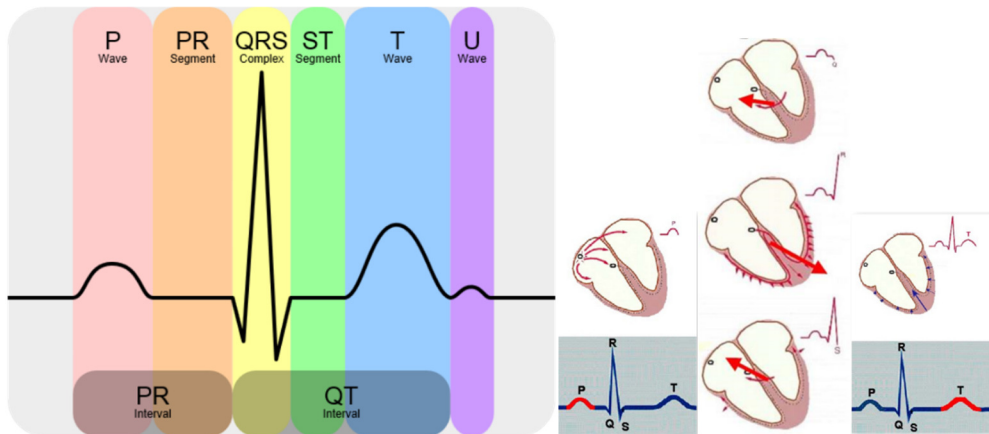 P PR QRS ST T U
Wave Segment Complex Segment Wave Wave
PR QT
Interval Interval
Q
R
P
T
S
R
P T
Q S
R
P T
Q S